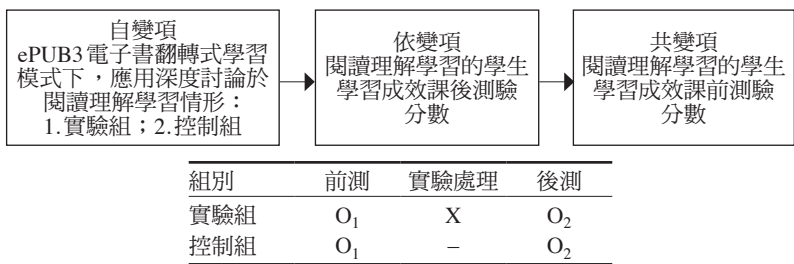 自變項
ePUB3電子書翻轉式學習
模式下，應用深度討論於
閱讀理解學習情形：
1.實驗組；2.控制組
依變項
閱讀理解學習的學生
學習成效課後測驗
分數
共變項
閱讀理解學習的學生
學習成效課前測驗
分數
組別 前測 實驗處理 後測
實驗組 O₁ X O₂
控制組 O₁ – O₂